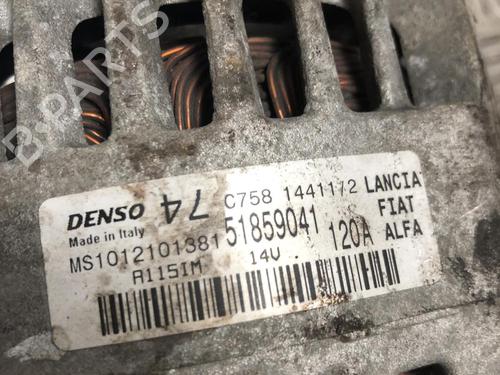 B-PARTS
DENSO 74 C758 1441172 LANCIA
Made in Italy 51859041 FIAT
MS1012101381 120A ALFA
A115IM 14V